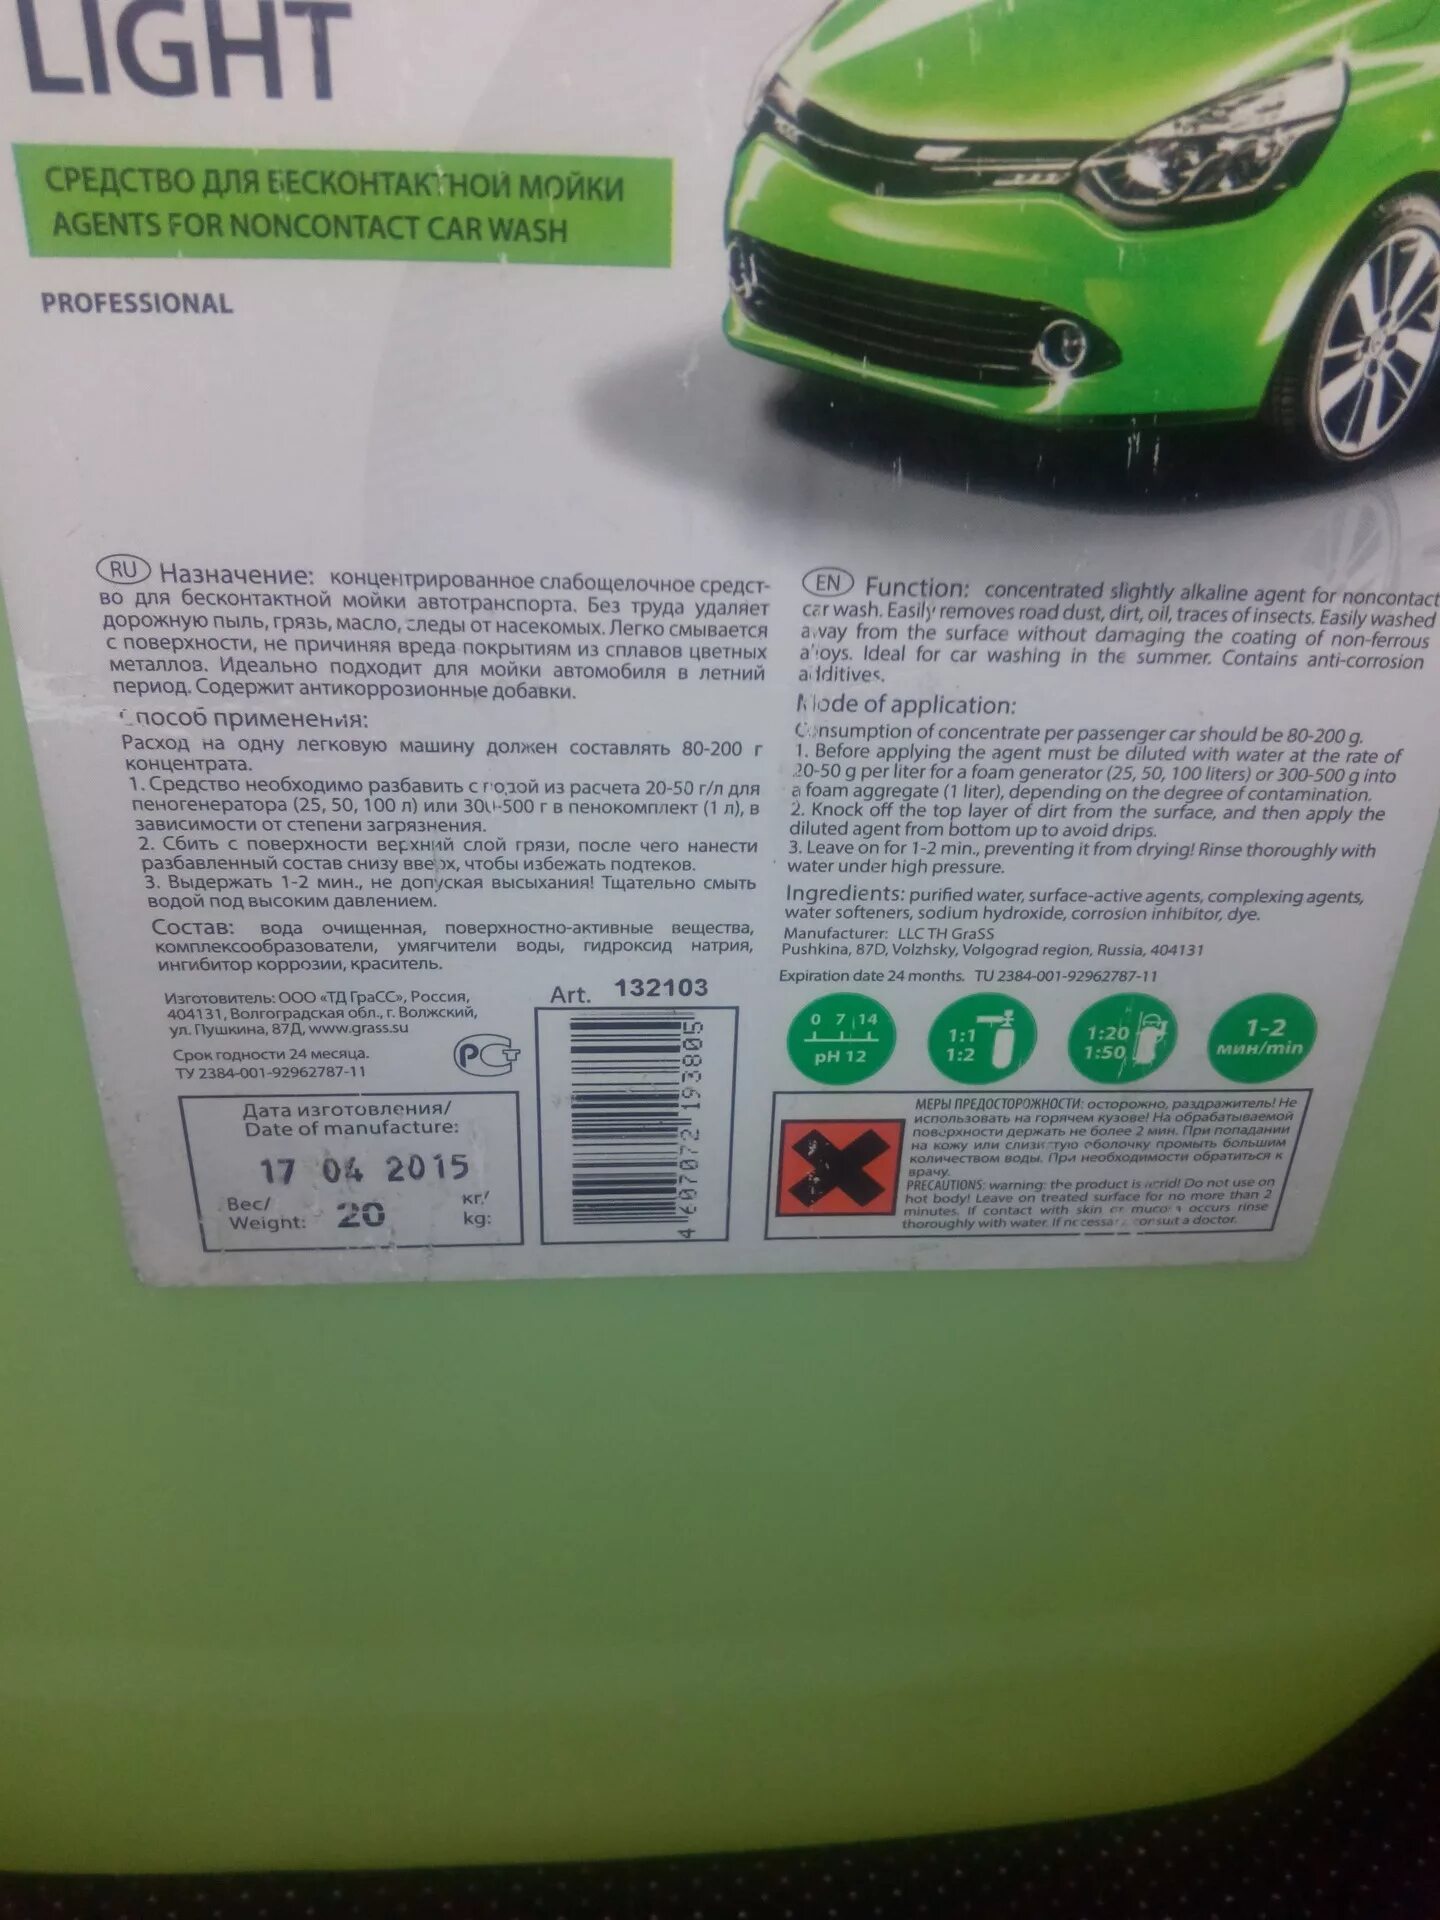 LIGHT
СРЕДСТВО ДЛЯ БЕСКОНТАКТНОЙ МОЙКИ
AGENTS FOR NONCONTACT CAR WASH
PROFESSIONAL
RU Назначение: концентрированное слабощелочное средст-
во для бесконтактной мойки автотранспорта. Без труда удаляет
дорожную пыль, грязь, масло, следы от насекомых. Легко смывается
с поверхности, не причиняя вреда покрытиям из сплавов цветных
металлов. Идеально подходит для мойки автомобиля в летний
период. Содержит антикоррозионные добавки.
Способ применения:
Расход на одну легковую машину должен составлять 80-200 г
концентрата.
1. Средство необходимо разбавить с водой из расчета 20-50 г/л для
пеногенератора (25, 50, 100 л) или 300-500 г в пенокомплект (1 л), в
зависимости от степени загрязнения.
2. Сбить с поверхности верхний слой грязи, после чего нанести
разбавленный состав снизу вверх, чтобы избежать подтеков.
3. Выдержать 1-2 мин., не допуская высыхания! Тщательно смыть
водой под высоким давлением.
Состав: вода очищенная, поверхностно-активные вещества,
комплексообразователи, умягчители воды, гидроксид натрия,
ингибитор коррозии, краситель.
Изготовитель: ООО «ТД ГраСС», Россия,
404131, Волгоградская обл., г. Волжский,
ул. Пушкина, 87Д, www.grass.su
Срок годности 24 месяца.
ТУ 2384-001-92962787-11
РСТ
Дата изготовления/
Date of manufacture:
17 04 2015
Вес/
Weight: 20 кг/
kg:
Art. 132103
4 607072 193805
EN Function: concentrated slightly alkaline agent for noncontact
car wash. Easily removes road dust, dirt, oil, traces of insects. Easily washed
away from the surface without damaging the coating of non-ferrous
alloys. Ideal for car washing in the summer. Contains anti-corrosion
additives.
Mode of application:
Consumption of concentrate per passenger car should be 80-200 g.
1. Before applying the agent must be diluted with water at the rate of
20-50 g per liter for a foam generator (25, 50, 100 liters) or 300-500 g into
a foam aggregate (1 liter), depending on the degree of contamination.
2. Knock off the top layer of dirt from the surface, and then apply the
diluted agent from bottom up to avoid drips.
3. Leave on for 1-2 min., preventing it from drying! Rinse thoroughly with
water under high pressure.
Ingredients: purified water, surface-active agents, complexing agents,
water softeners, sodium hydroxide, corrosion inhibitor, dye.
Manufacturer: LLC TH GraSS
Pushkina, 87D, Volzhsky, Volgograd region, Russia, 404131
Expiration date 24 months. TU 2384-001-92962787-11
0 7 14
pH 12
1:1
1:2
1:20
1:50
1-2
мин/min
МЕРЫ ПРЕДОСТОРОЖНОСТИ: осторожно, раздражитель! Не
использовать на горячем кузове! На обрабатываемой
поверхности держать не более 2 мин. При попадании
на кожу или слизистую оболочку промыть большим
количеством воды. При необходимости обратиться к
врачу.
PRECAUTIONS: warning: the product is acrid! Do not use on
hot body! Leave on treated surface for no more than 2
minutes. If contact with skin or mucosa occurs rinse
thoroughly with water. If necessary consult a doctor.